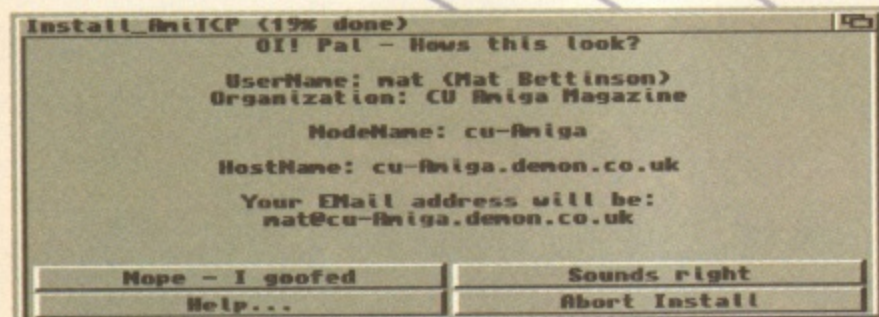 Install_AmiTCP (19% done)
OI! Pal - Hows this look?
UserName: mat (Mat Bettinson)
Organization: CU Amiga Magazine
NodeName: cu-Amiga
HostName: cu-Amiga.demon.co.uk
Your EMail address will be:
mat@cu-Amiga.demon.co.uk
Nope - I goofed
Sounds right
Help...
Abort Install